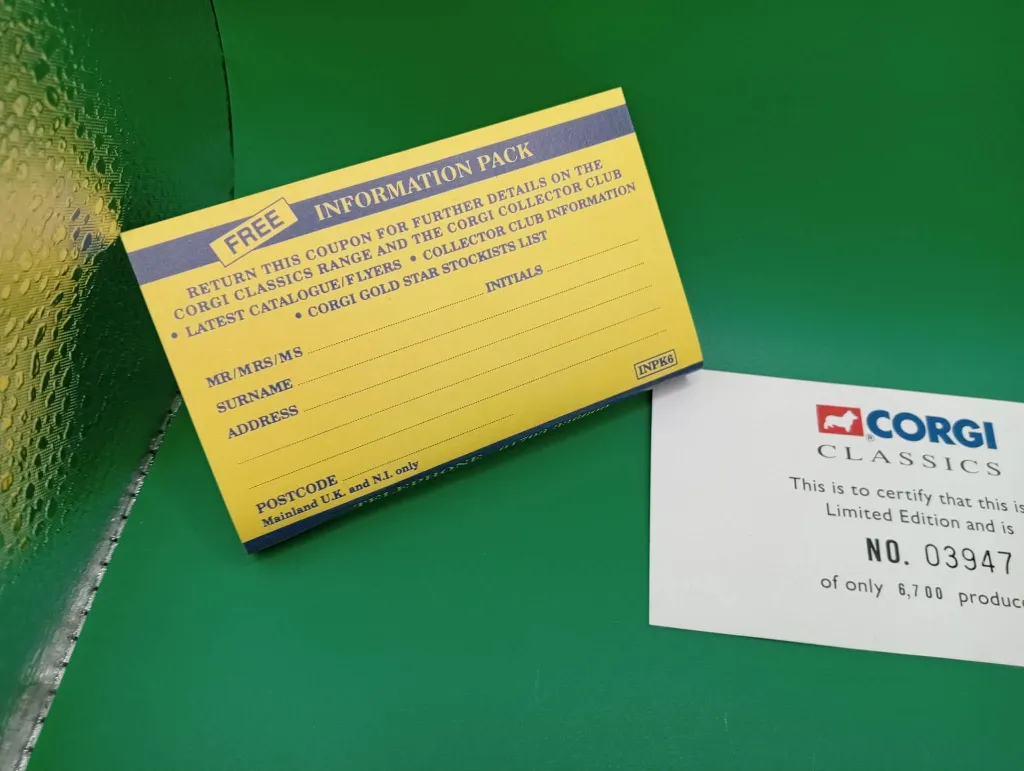 FREE INFORMATION PACK
RETURN THIS COUPON FOR FURTHER DETAILS ON THE
CORGI CLASSICS RANGE AND THE CORGI COLLECTOR CLUB
• LATEST CATALOGUE/FLYERS • COLLECTOR CLUB INFORMATION
• CORGI GOLD STAR STOCKISTS LIST
MR/MRS/MS INITIALS
SURNAME
ADDRESS
POSTCODE
Mainland U.K. and N.I. only
INPK6
TELEPHONE
® CORGI
CLASSICS
This is to certify that this is
Limited Edition and is
NO. 03947
of only 6,700